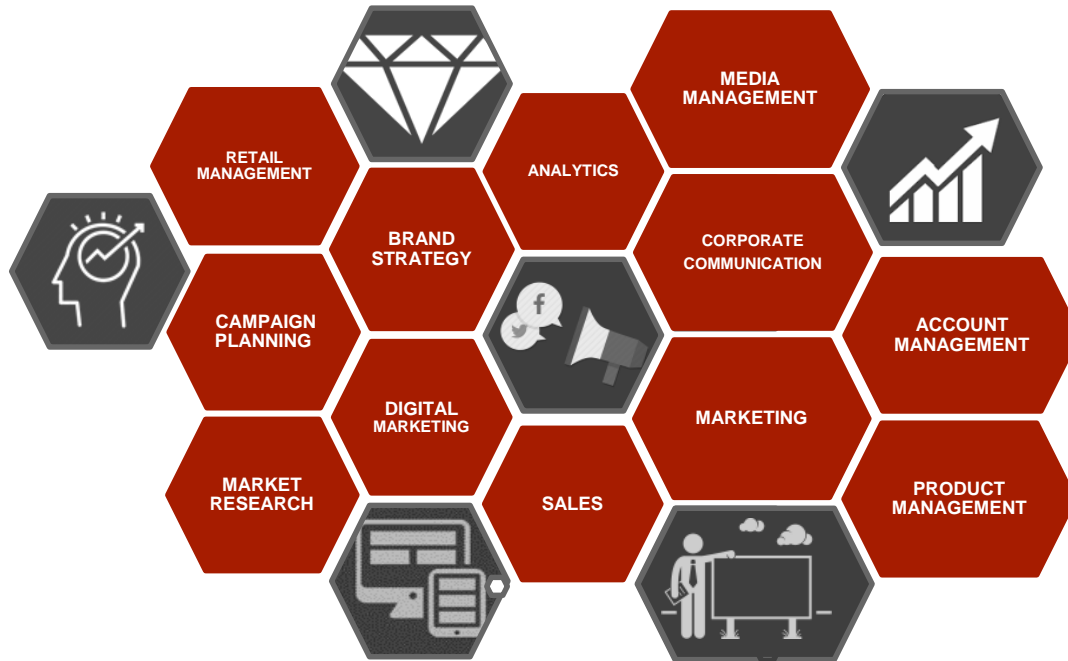 MEDIA
MANAGEMENT
RETAIL
MANAGEMENT
ANALYTICS
BRAND
STRATEGY
CORPORATE
COMMUNICATION
CAMPAIGN
PLANNING
ACCOUNT
MANAGEMENT
DIGITAL
MARKETING
MARKETING
MARKET
RESEARCH
SALES
PRODUCT
MANAGEMENT